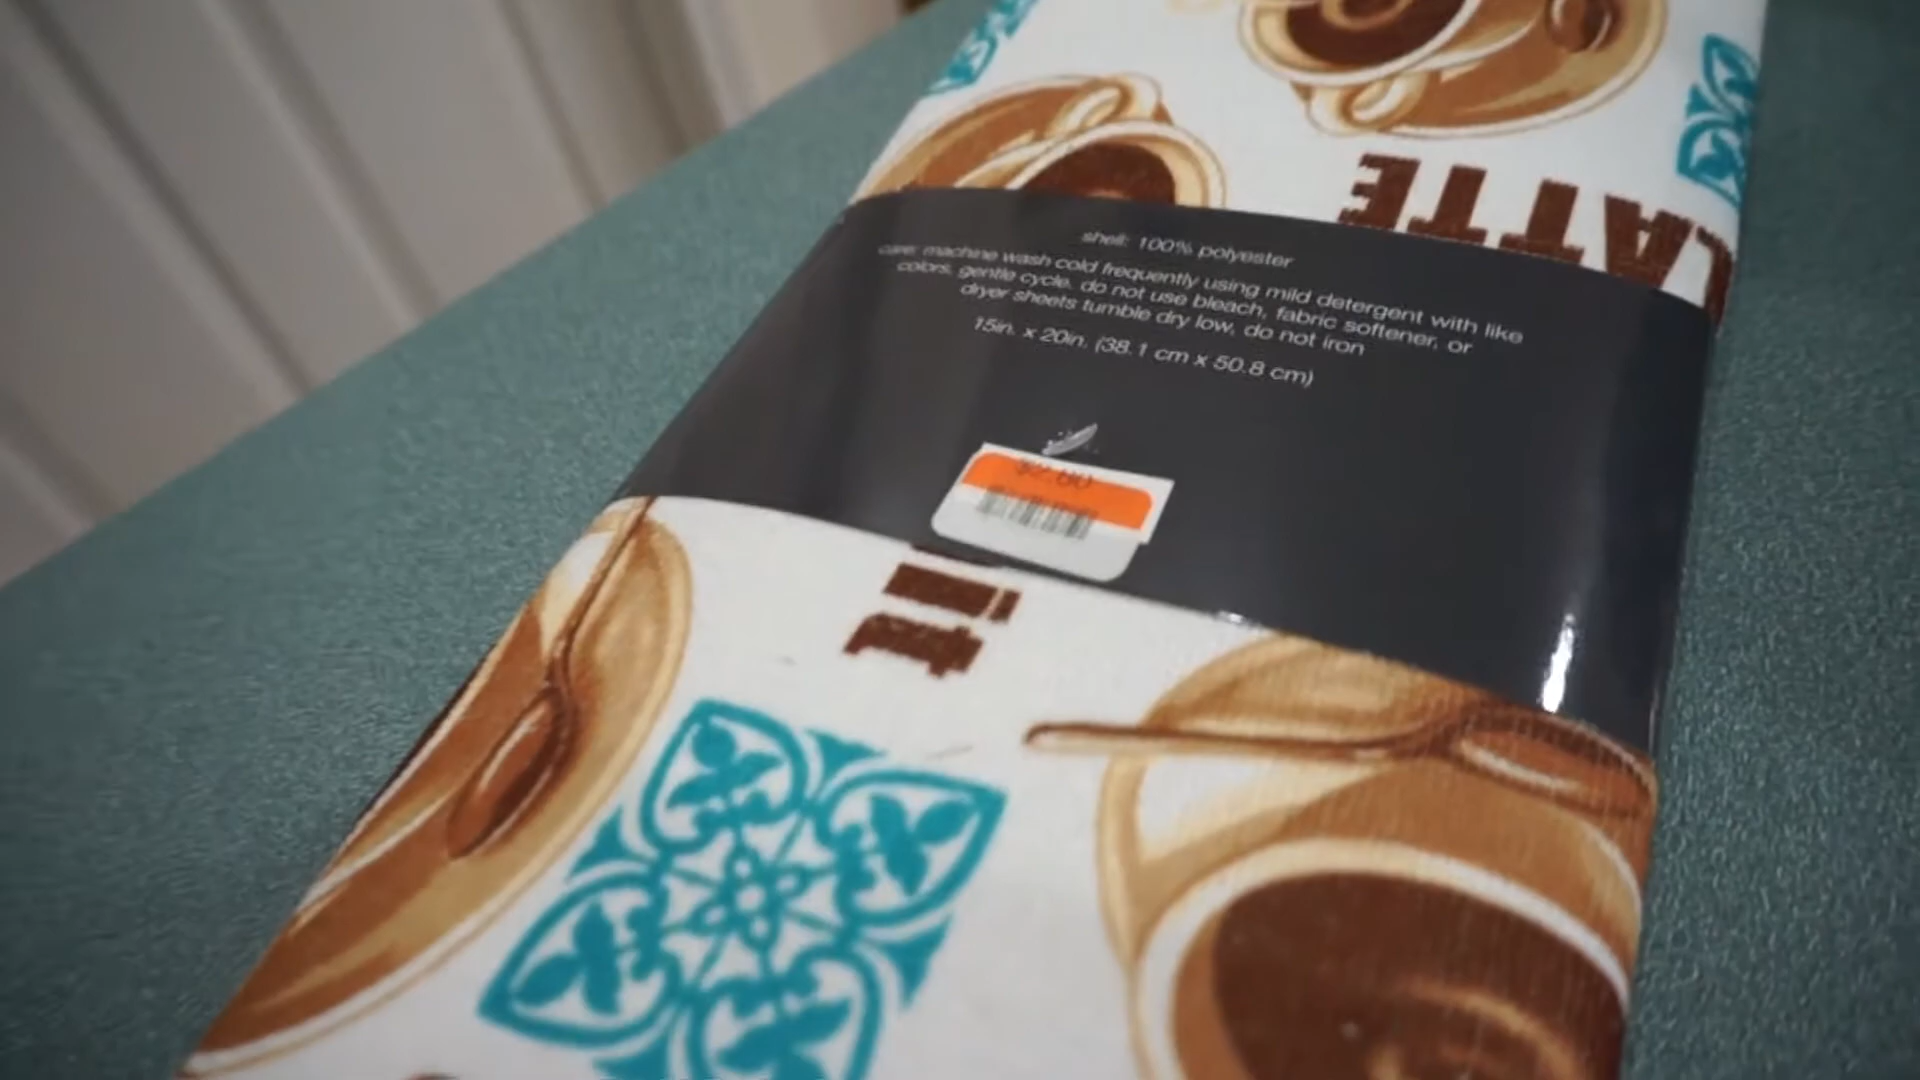 LATTE
shell: 100% polyester
care: machine wash cold frequently using mild detergent with like
colors, gentle cycle. do not use bleach, fabric softener, or
dryer sheets tumble dry low, do not iron
15in. x 20in. (38.1 cm x 50.8 cm)
it